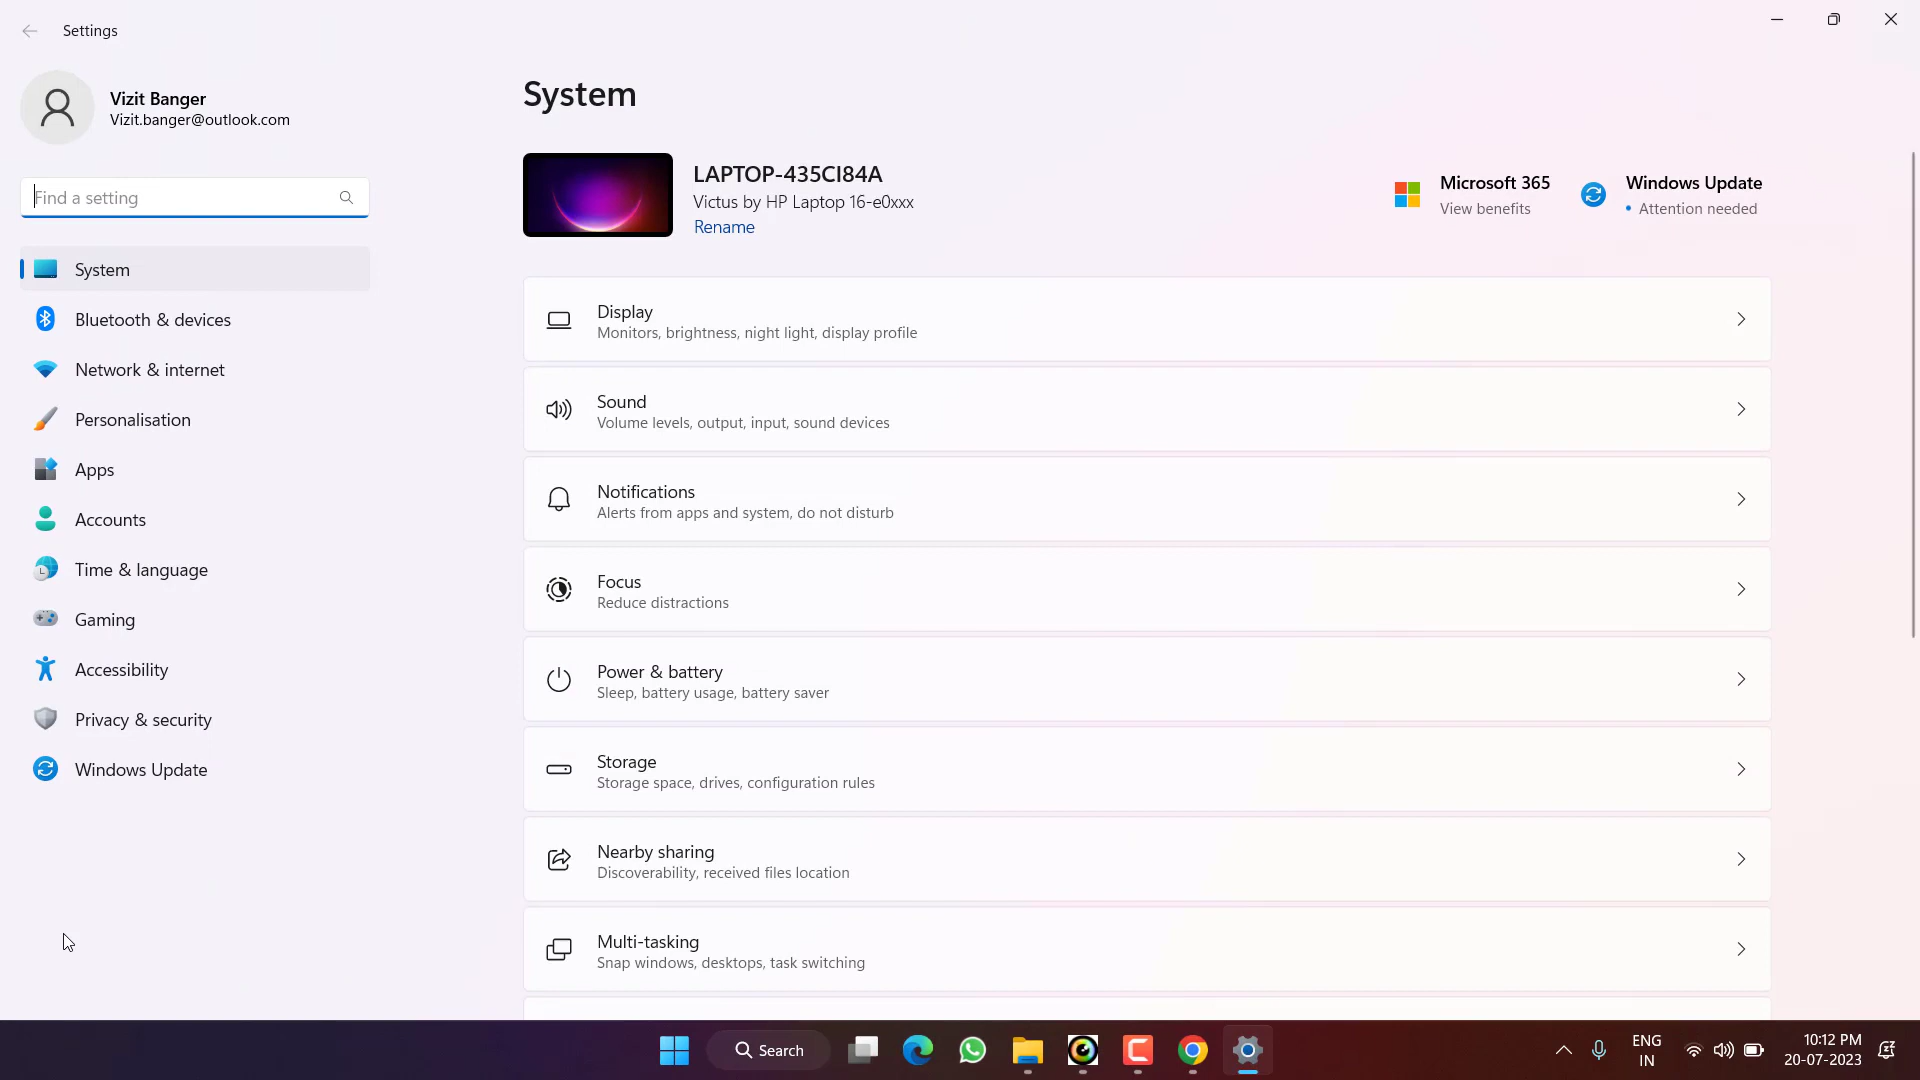 Settings
Vizit Banger
Vizit.banger@outlook.com
Find a setting
System
Bluetooth & devices
Network & internet
Personalisation
Apps
Accounts
Time & language
Gaming
Accessibility
Privacy & security
Windows Update
System
LAPTOP-435CI84A
Victus by HP Laptop 16-e0xxx
Rename
Microsoft 365
View benefits
Windows Update
• Attention needed
Display
Monitors, brightness, night light, display profile
Sound
Volume levels, output, input, sound devices
Notifications
Alerts from apps and system, do not disturb
Focus
Reduce distractions
Power & battery
Sleep, battery usage, battery saver
Storage
Storage space, drives, configuration rules
Nearby sharing
Discoverability, received files location
Multi-tasking
Snap windows, desktops, task switching
Search
ENG
IN
10:12 PM
20-07-2023